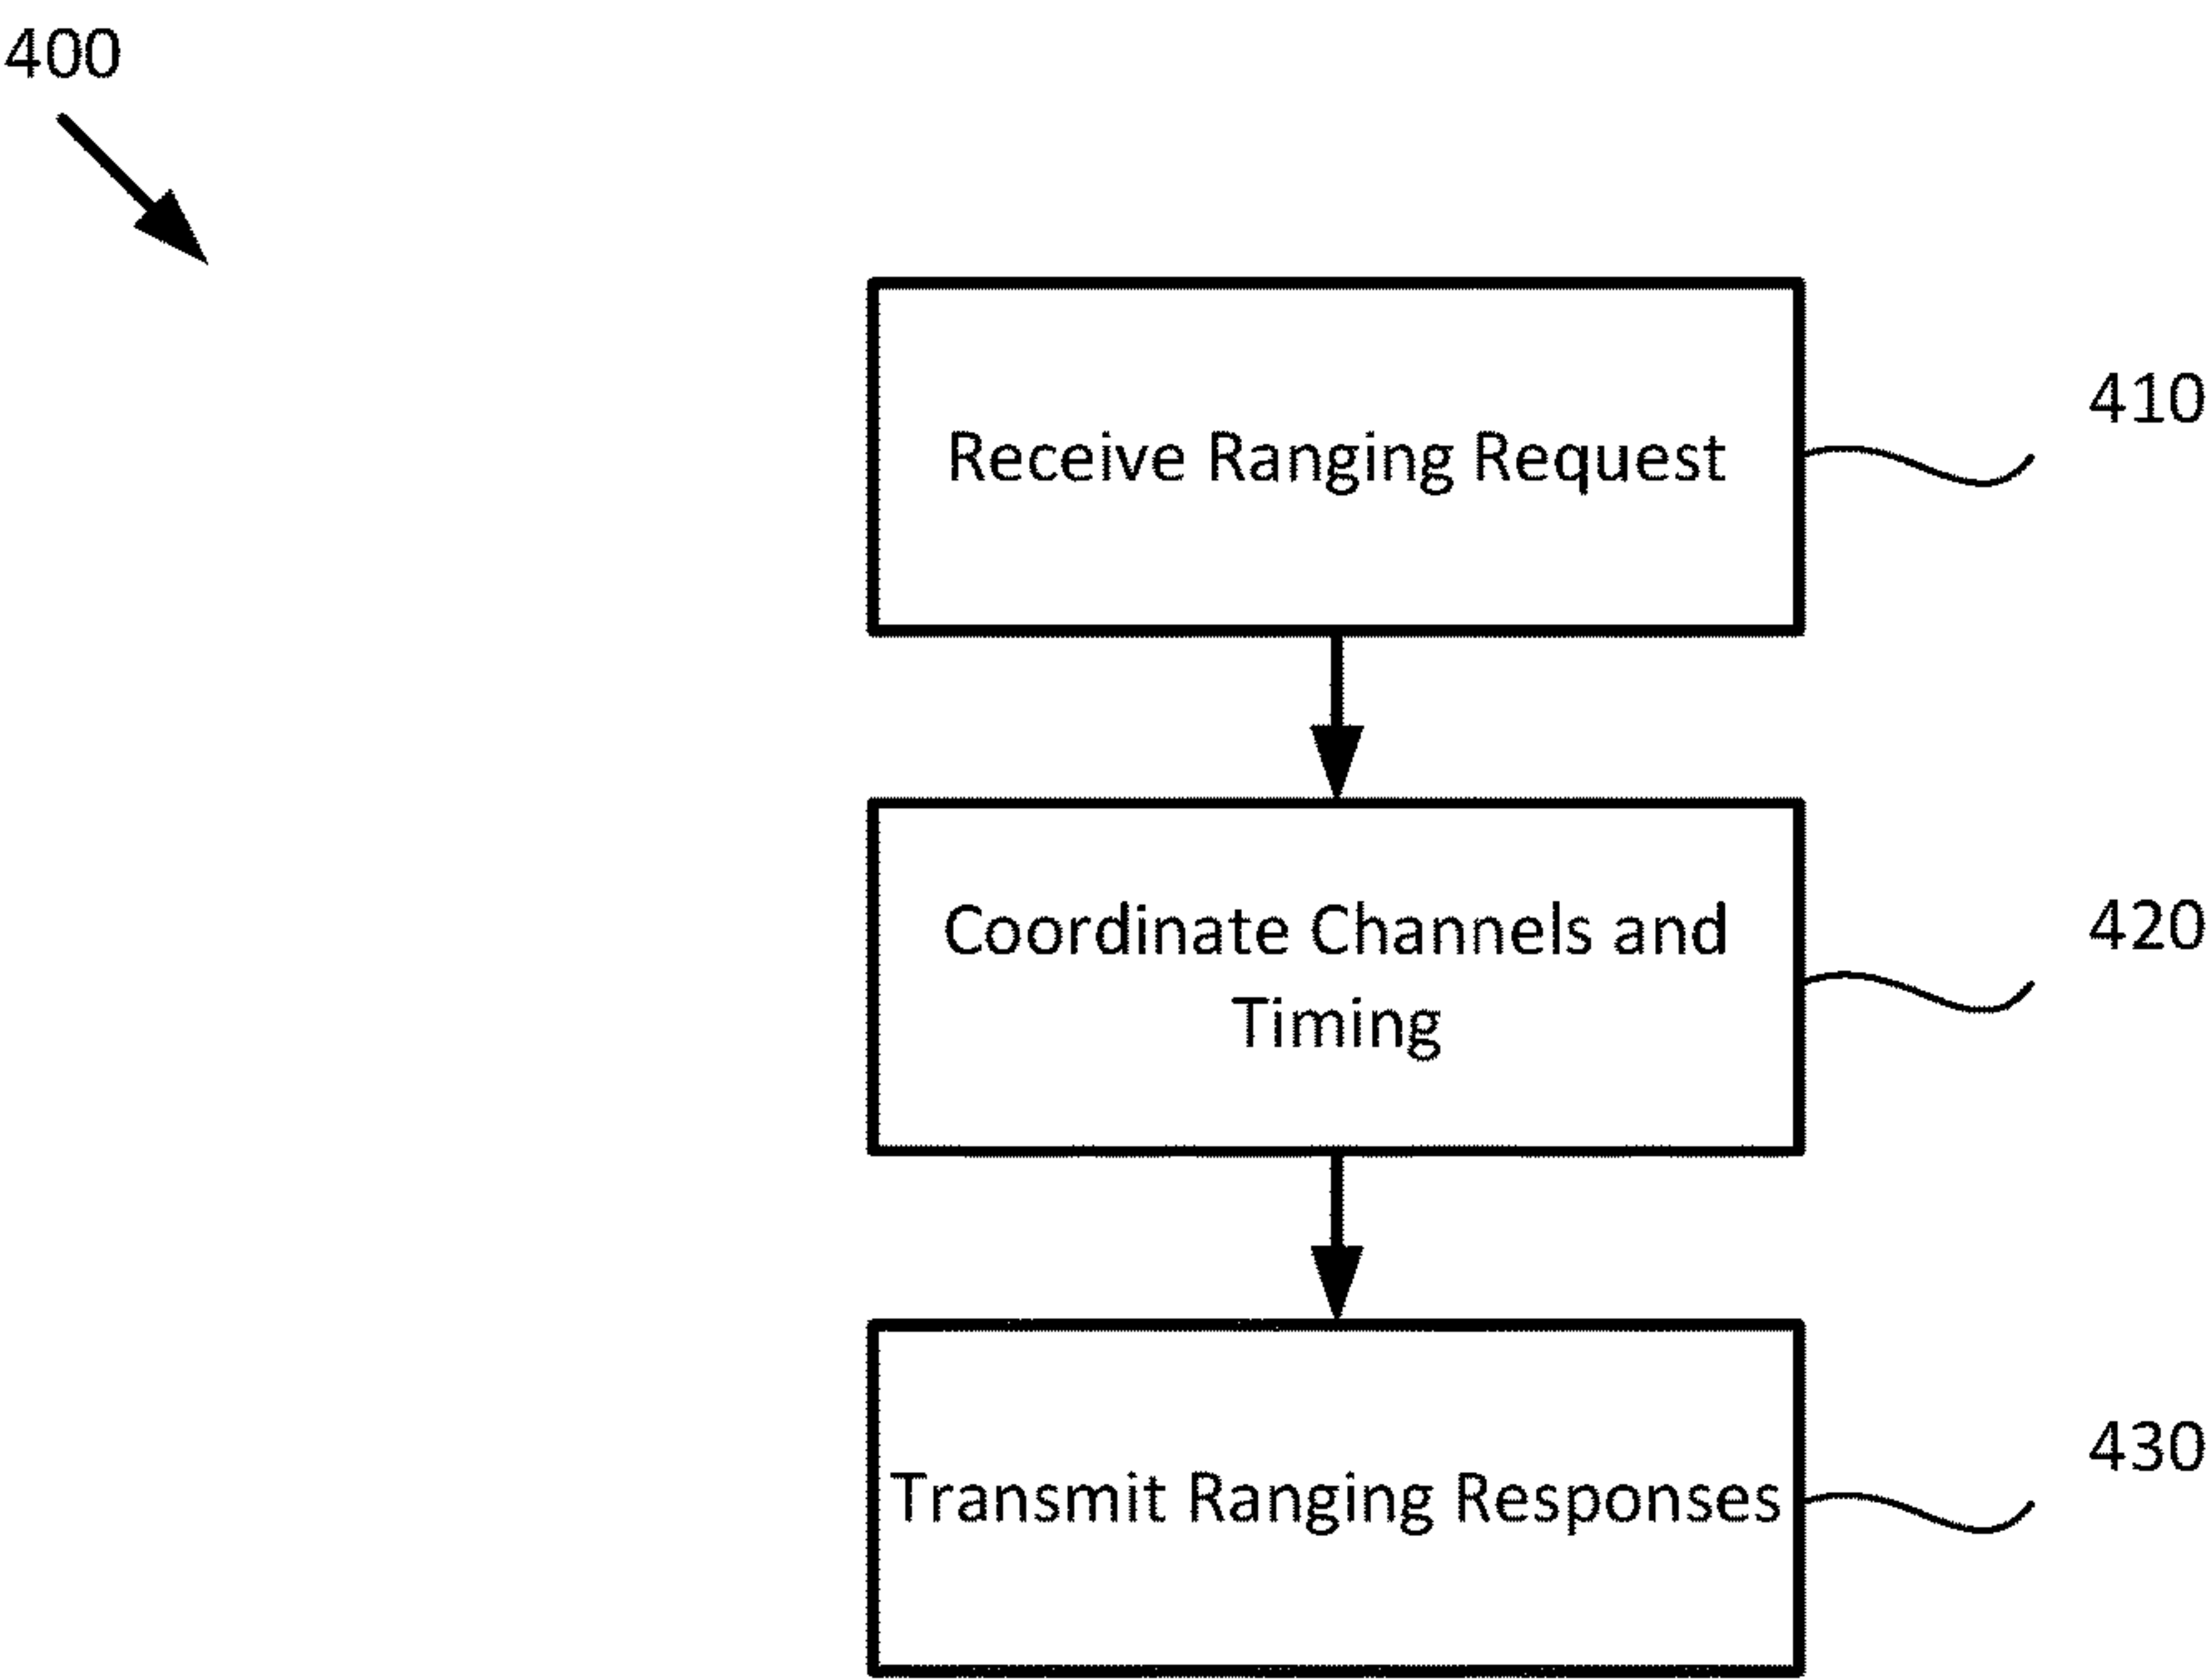 400
Receive Ranging Request
410
Coordinate Channels and
Timing
420
Transmit Ranging Responses
430